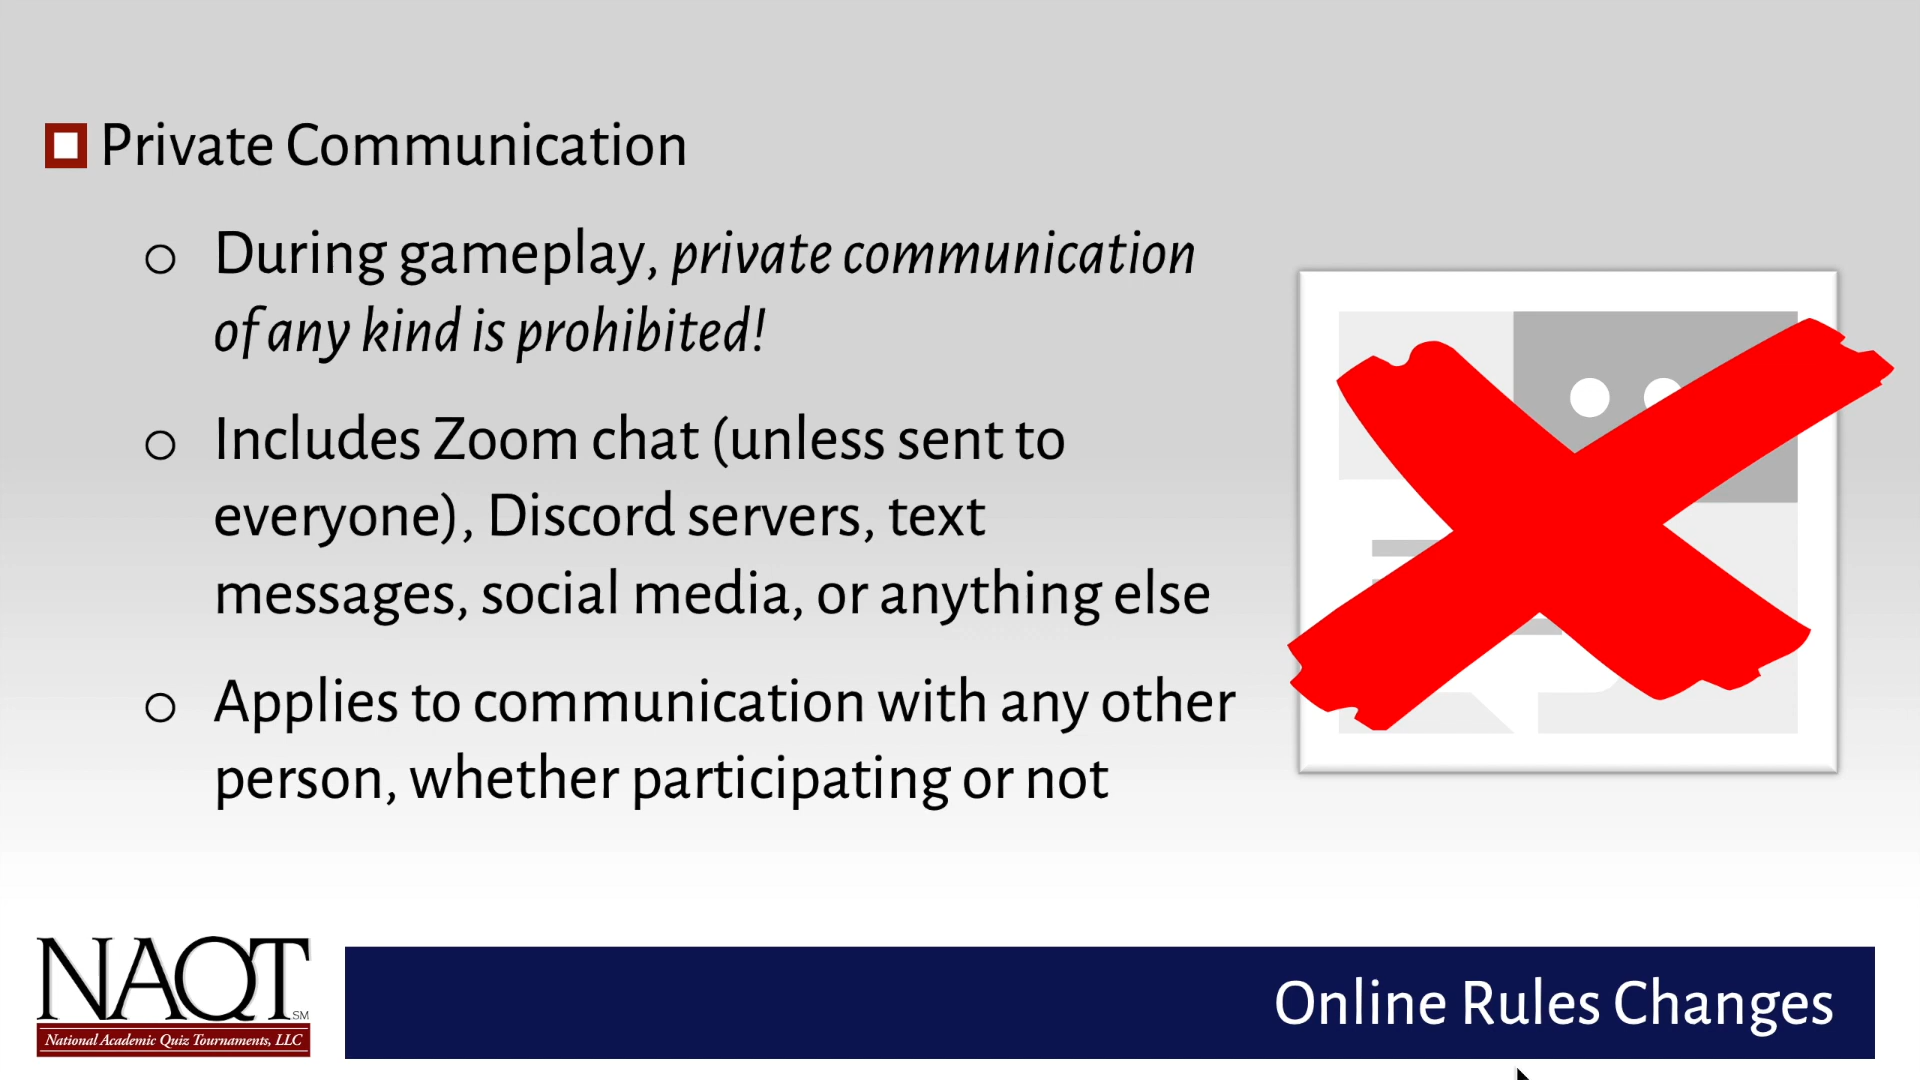 Private Communication
During gameplay, private communication
of any kind is prohibited!
Includes Zoom chat (unless sent to
everyone), Discord servers, text
messages, social media, or anything else
Applies to communication with any other
person, whether participating or not
NAQT SM
National Academic Quiz Tournaments, LLC
Online Rules Changes